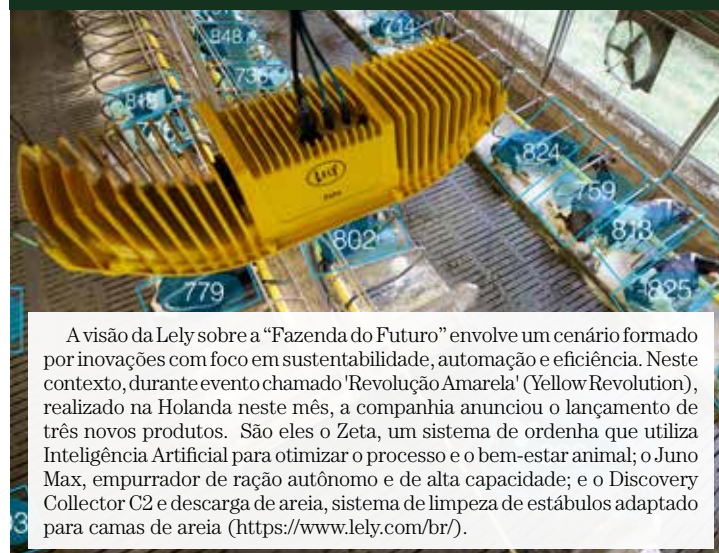 848
714
736
818
LELY
Zeta
824
759
813
825
802
779
A visão da Lely sobre a “Fazenda do Futuro” envolve um cenário formado
por inovações com foco em sustentabilidade, automação e eficiência. Neste
contexto, durante evento chamado 'Revolução Amarela' (Yellow Revolution),
realizado na Holanda neste mês, a companhia anunciou o lançamento de
três novos produtos. São eles o Zeta, um sistema de ordenha que utiliza
Inteligência Artificial para otimizar o processo e o bem-estar animal; o Juno
Max, empurrador de ração autônomo e de alta capacidade; e o Discovery
Collector C2 e descarga de areia, sistema de limpeza de estábulos adaptado
para camas de areia (https://www.lely.com/br/).